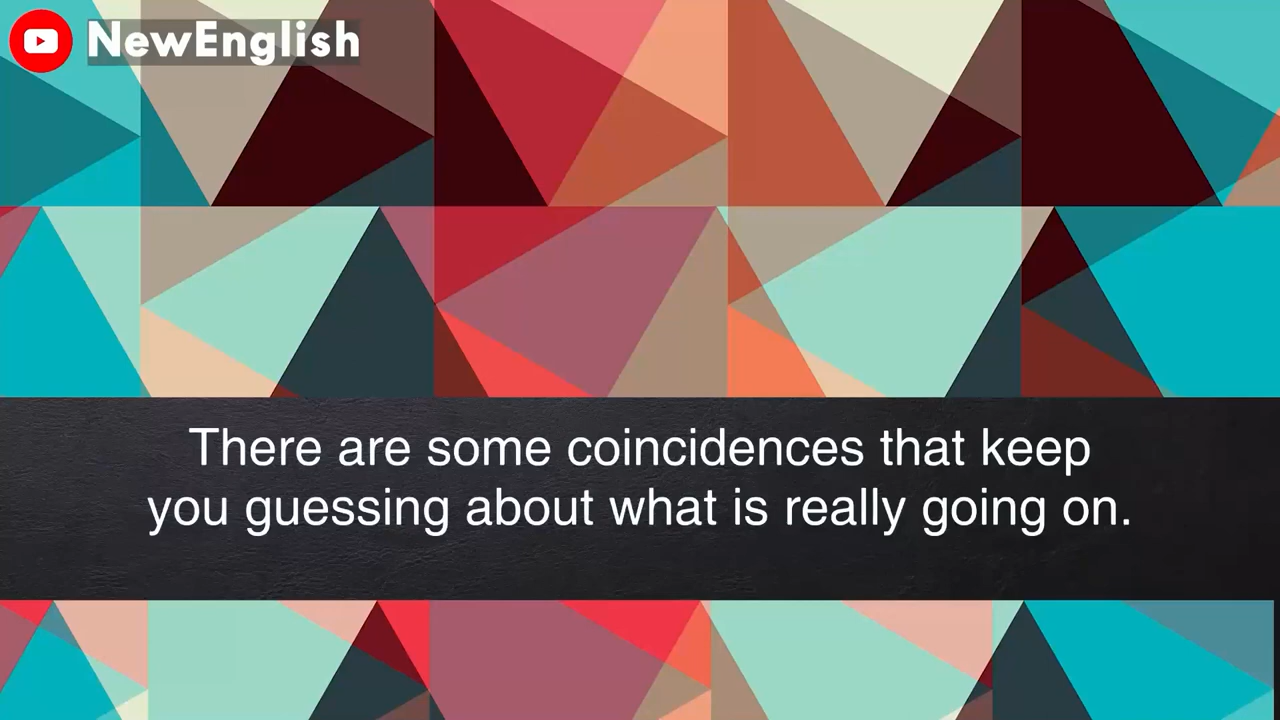 NewEnglish
There are some coincidences that keep
you guessing about what is really going on.